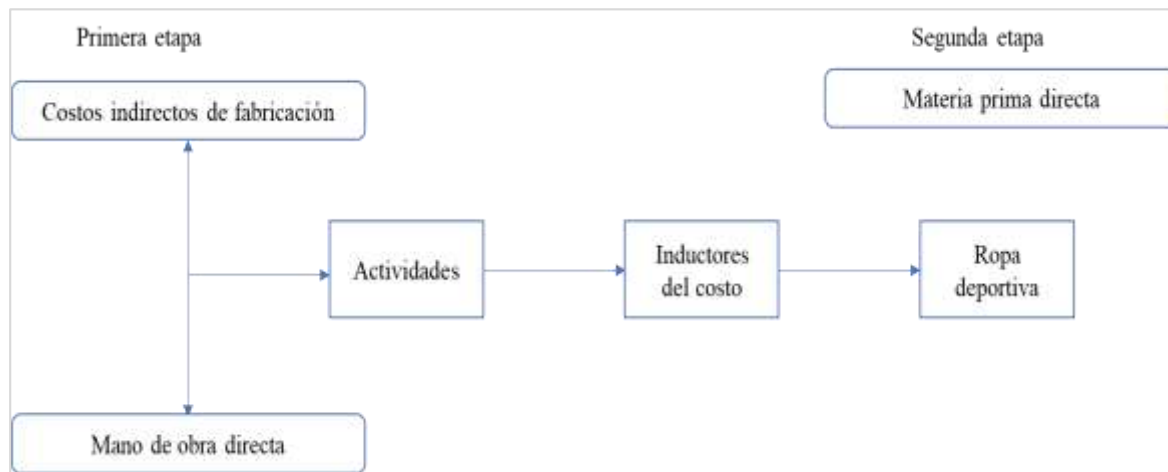 Primera etapa
Segunda etapa
Costos indirectos de fabricación
Materia prima directa
Actividades
Inductores
del costo
Ropa
deportiva
Mano de obra directa